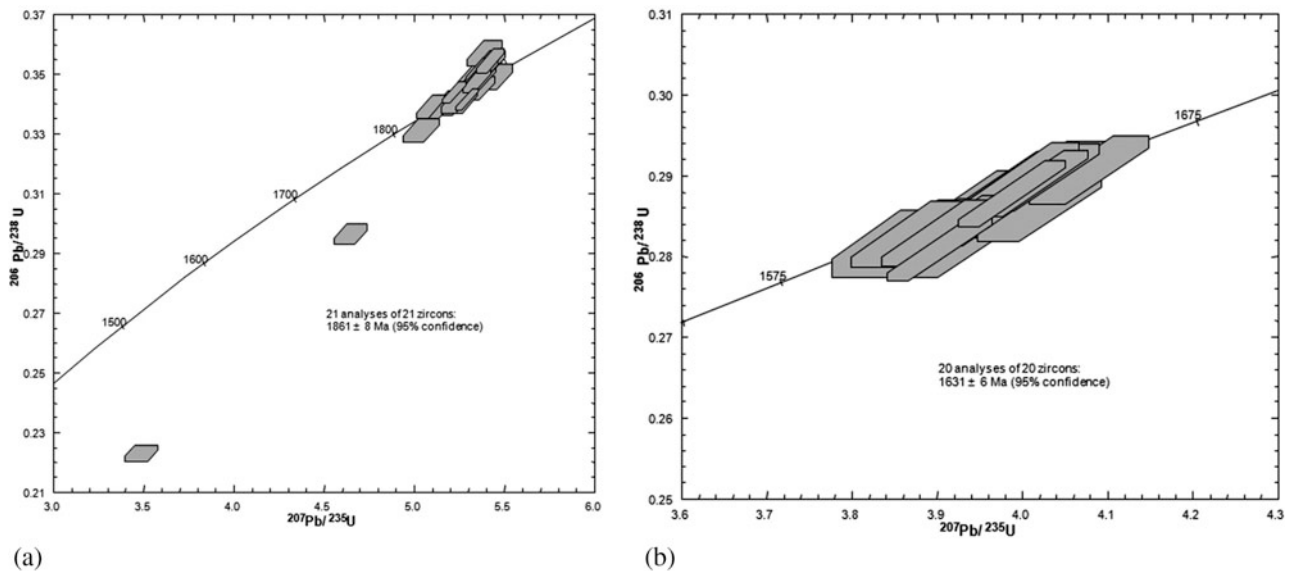 0.37
0.35
0.33
0.31
0.29
0.27
0.25
0.23
0.21
²⁰⁶Pb/²³⁸U
1800
1700
1600
1500
21 analyses of 21 zircons:
1861 ± 8 Ma (95% confidence)
3.0 3.5 4.0 4.5 5.0 5.5 6.0
²⁰⁷Pb/²³⁵U
(a)
0.31
0.30
0.29
0.28
0.27
0.26
0.25
²⁰⁶Pb/²³⁸U
1675
1575
20 analyses of 20 zircons:
1631 ± 6 Ma (95% confidence)
3.6 3.7 3.8 3.9 4.0 4.1 4.2 4.3
²⁰⁷Pb/²³⁵U
(b)